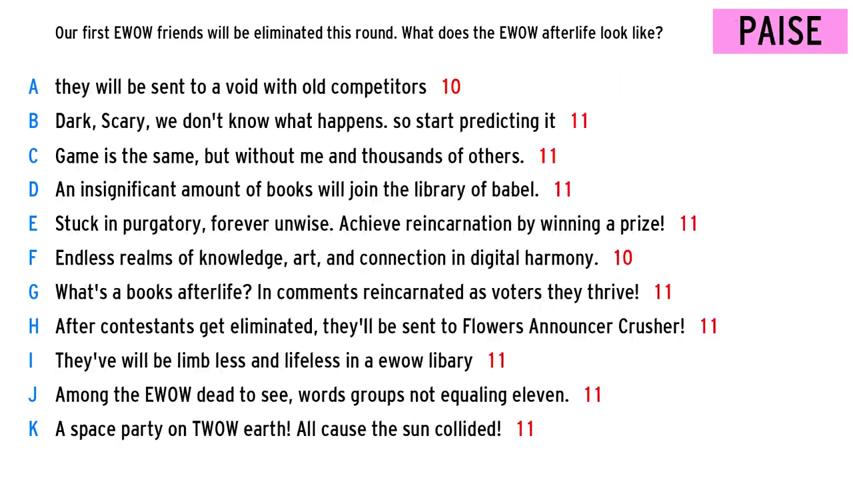 Our first EWOW friends will be eliminated this round. What does the EWOW afterlife look like?
PAISE
A they will be sent to a void with old competitors 10
B Dark, Scary, we don't know what happens. so start predicting it 11
C Game is the same, but without me and thousands of others. 11
D An insignificant amount of books will join the library of babel. 11
E Stuck in purgatory, forever unwise. Achieve reincarnation by winning a prize! 11
F Endless realms of knowledge, art, and connection in digital harmony. 10
G What's a books afterlife? In comments reincarnated as voters they thrive! 11
H After contestants get eliminated, they'll be sent to Flowers Announcer Crusher! 11
I They've will be limb less and lifeless in a ewow libary 11
J Among the EWOW dead to see, words groups not equaling eleven. 11
K A space party on TWOW earth! All cause the sun collided! 11